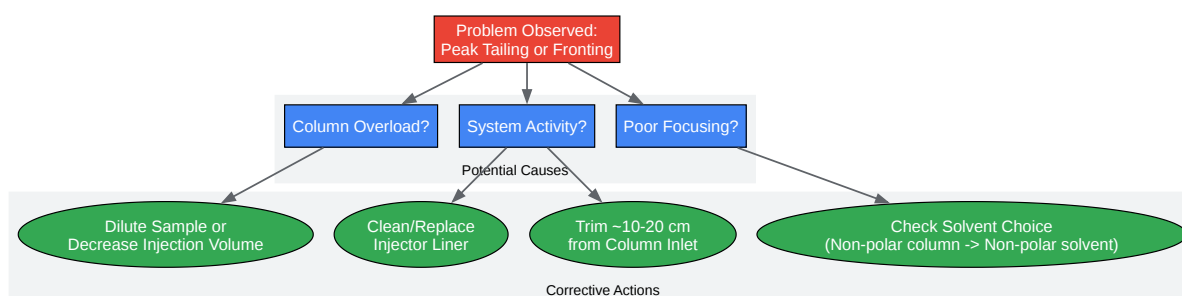 Problem Observed:
Peak Tailing or Fronting
Column Overload?
System Activity?
Poor Focusing?
Potential Causes
Dilute Sample or
Decrease Injection Volume
Clean/Replace
Injector Liner
Trim ~10-20 cm
from Column Inlet
Check Solvent Choice
(Non-polar column -> Non-polar solvent)
Corrective Actions